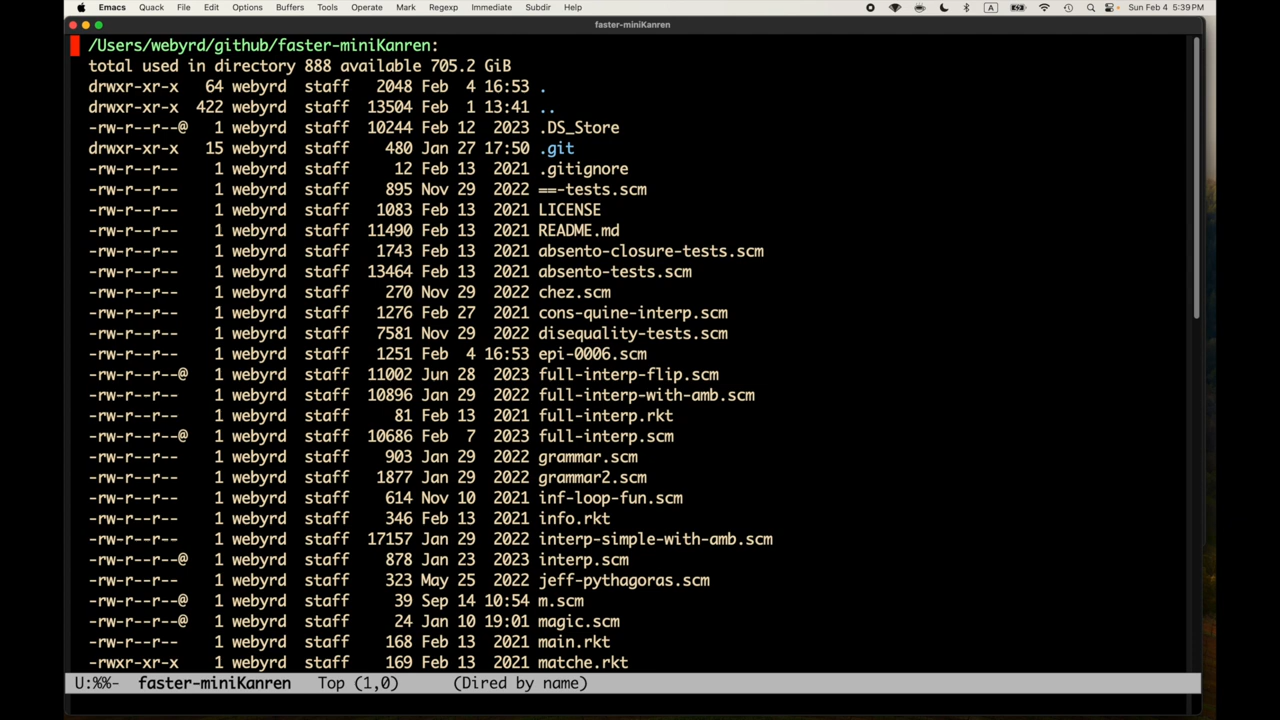 Emacs Quack File Edit Options Buffers Tools Operate Mark Regexp Immediate Subdir Help A Sun Feb 4 5:39 PM
faster-miniKanren
/Users/webyrd/github/faster-miniKanren:
total used in directory 888 available 705.2 GiB
drwxr-xr-x 64 webyrd staff 2048 Feb 4 16:53 .
drwxr-xr-x 422 webyrd staff 13504 Feb 1 13:41 ..
-rw-r--r--@ 1 webyrd staff 10244 Feb 12 2023 .DS_Store
drwxr-xr-x 15 webyrd staff 480 Jan 27 17:50 .git
-rw-r--r-- 1 webyrd staff 12 Feb 13 2021 .gitignore
-rw-r--r-- 1 webyrd staff 895 Nov 29 2022 ==-tests.scm
-rw-r--r-- 1 webyrd staff 1083 Feb 13 2021 LICENSE
-rw-r--r-- 1 webyrd staff 11490 Feb 13 2021 README.md
-rw-r--r-- 1 webyrd staff 1743 Feb 13 2021 absento-closure-tests.scm
-rw-r--r-- 1 webyrd staff 13464 Feb 13 2021 absento-tests.scm
-rw-r--r-- 1 webyrd staff 270 Nov 29 2022 chez.scm
-rw-r--r-- 1 webyrd staff 1276 Feb 27 2021 cons-quine-interp.scm
-rw-r--r-- 1 webyrd staff 7581 Nov 29 2022 disequality-tests.scm
-rw-r--r-- 1 webyrd staff 1251 Feb 4 16:53 epi-0006.scm
-rw-r--r--@ 1 webyrd staff 11002 Jun 28 2023 full-interp-flip.scm
-rw-r--r-- 1 webyrd staff 10896 Jan 29 2022 full-interp-with-amb.scm
-rw-r--r-- 1 webyrd staff 81 Feb 13 2021 full-interp.rkt
-rw-r--r--@ 1 webyrd staff 10686 Feb 7 2023 full-interp.scm
-rw-r--r-- 1 webyrd staff 903 Jan 29 2022 grammar.scm
-rw-r--r-- 1 webyrd staff 1877 Jan 29 2022 grammar2.scm
-rw-r--r-- 1 webyrd staff 614 Nov 10 2021 inf-loop-fun.scm
-rw-r--r-- 1 webyrd staff 346 Feb 13 2021 info.rkt
-rw-r--r-- 1 webyrd staff 17157 Jan 29 2022 interp-simple-with-amb.scm
-rw-r--r--@ 1 webyrd staff 878 Jan 23 2023 interp.scm
-rw-r--r-- 1 webyrd staff 323 May 25 2022 jeff-pythagoras.scm
-rw-r--r--@ 1 webyrd staff 39 Sep 14 10:54 m.scm
-rw-r--r--@ 1 webyrd staff 24 Jan 10 19:01 magic.scm
-rw-r--r-- 1 webyrd staff 168 Feb 13 2021 main.rkt
-rwxr-xr-x 1 webyrd staff 169 Feb 13 2021 matche.rkt
U:%%- faster-miniKanren Top (1,0) (Dired by name)